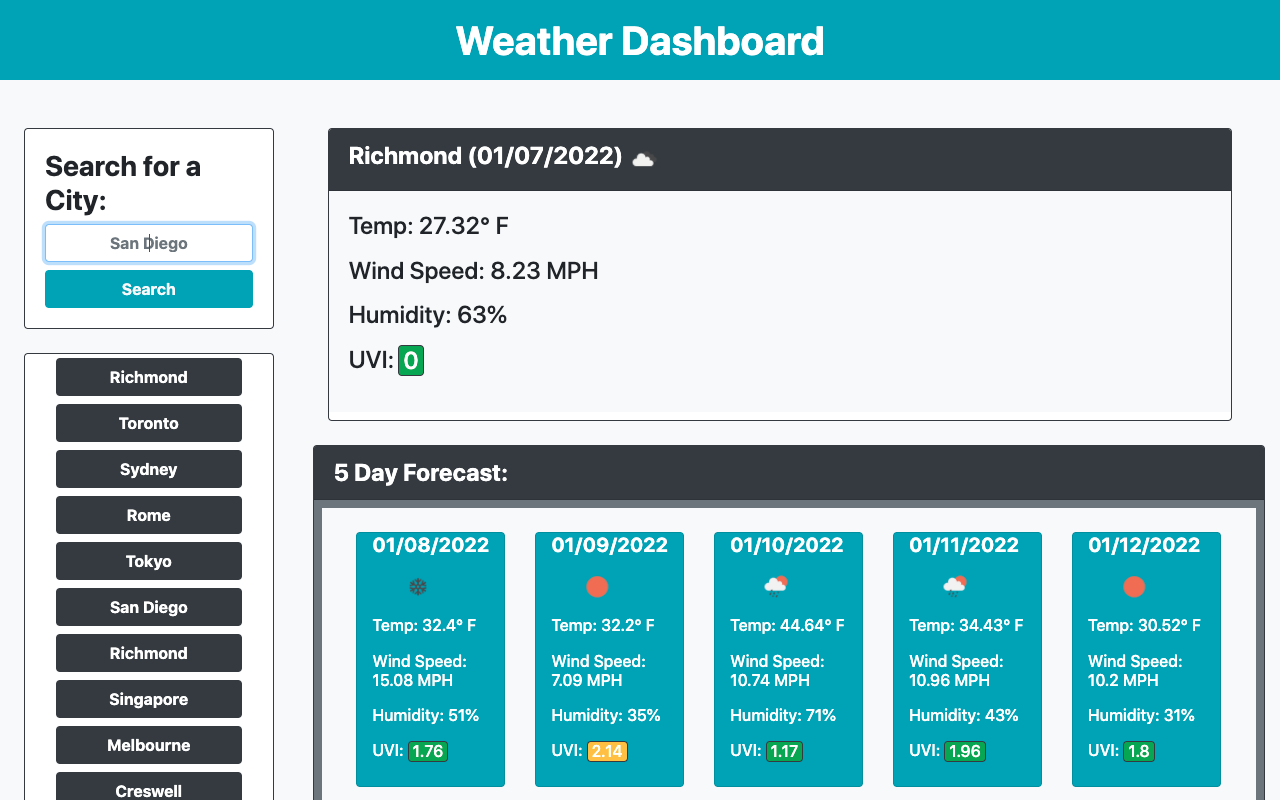 Weather Dashboard
Search for a
City:
San Diego
Search
Richmond
Toronto
Sydney
Rome
Tokyo
San Diego
Richmond
Singapore
Melbourne
Creswell
Richmond (01/07/2022)
Temp: 27.32° F
Wind Speed: 8.23 MPH
Humidity: 63%
UVI: 0
5 Day Forecast:
01/08/2022
Temp: 32.4° F
Wind Speed:
15.08 MPH
Humidity: 51%
UVI: 1.76
01/09/2022
Temp: 32.2° F
Wind Speed:
7.09 MPH
Humidity: 35%
UVI: 2.14
01/10/2022
Temp: 44.64° F
Wind Speed:
10.74 MPH
Humidity: 71%
UVI: 1.17
01/11/2022
Temp: 34.43° F
Wind Speed:
10.96 MPH
Humidity: 43%
UVI: 1.96
01/12/2022
Temp: 30.52° F
Wind Speed:
10.2 MPH
Humidity: 31%
UVI: 1.8